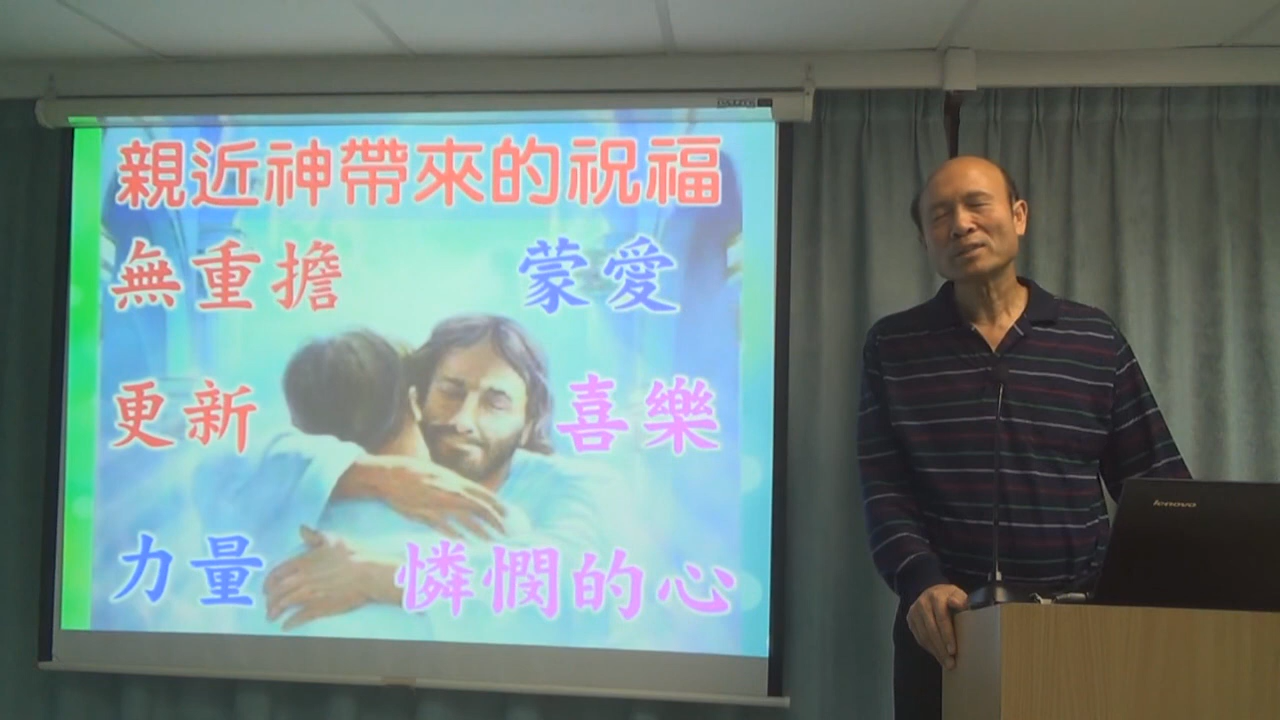 親近神帶來的祝福
無重擔 蒙愛
更新 喜樂
力量 憐憫的心
lenovo